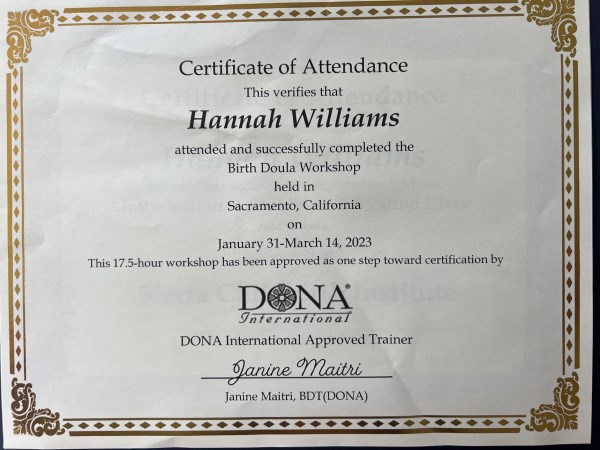 Certificate of Attendance
This verifies that
Hannah Williams
attended and successfully completed the
Birth Doula Workshop
held in
Sacramento, California
on
January 31-March 14, 2023
This 17.5-hour workshop has been approved as one step toward certification by
DONA®
International
DONA International Approved Trainer
Janine Maitri
Janine Maitri, BDT(DONA)